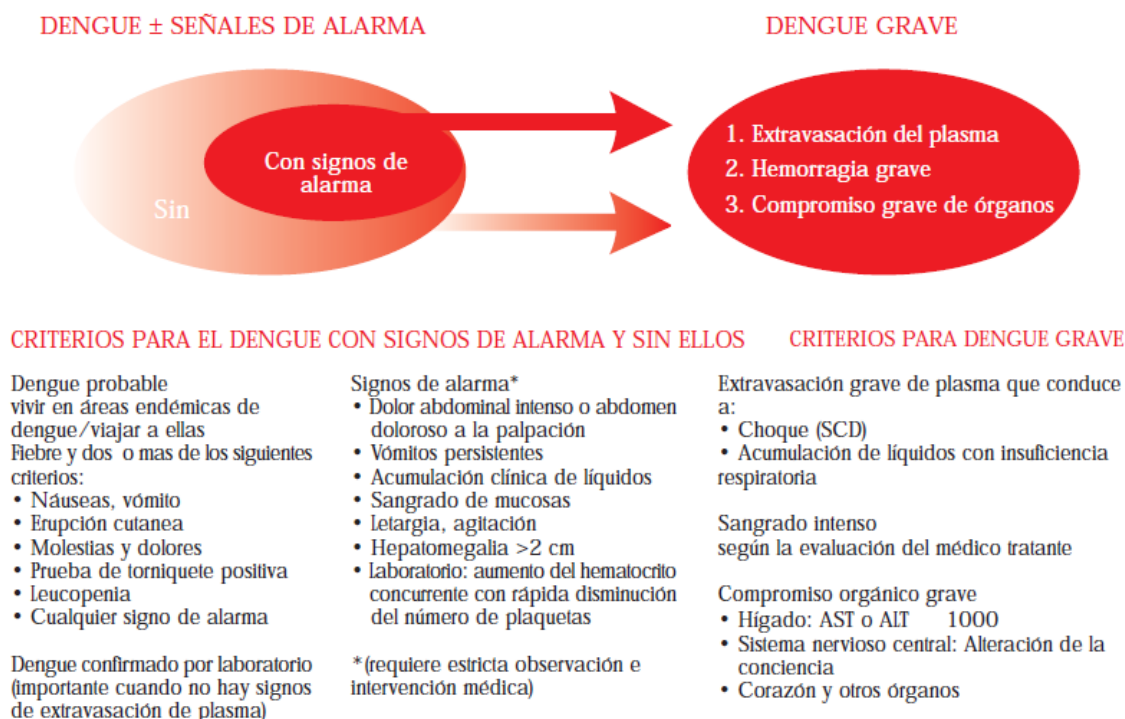 DENGUE ± SEÑALES DE ALARMA
DENGUE GRAVE
Sin
Con signos de
alarma
1. Extravasación del plasma
2. Hemorragia grave
3. Compromiso grave de órganos
CRITERIOS PARA EL DENGUE CON SIGNOS DE ALARMA Y SIN ELLOS
Dengue probable
vivir en áreas endémicas de
dengue/viajar a ellas
Fiebre y dos o mas de los siguientes
criterios:
• Náuseas, vómito
• Erupción cutanea
• Molestias y dolores
• Prueba de torniquete positiva
• Leucopenia
• Cualquier signo de alarma
Dengue confirmado por laboratorio
(importante cuando no hay signos
de extravasación de plasma)
Signos de alarma*
• Dolor abdominal intenso o abdomen
doloroso a la palpación
• Vómitos persistentes
• Acumulación clínica de líquidos
• Sangrado de mucosas
• Letargia, agitación
• Hepatomegalia >2 cm
• Laboratorio: aumento del hematocrito
concurrente con rápida disminución
del número de plaquetas
*(requiere estricta observación e
intervención médica)
CRITERIOS PARA DENGUE GRAVE
Extravasación grave de plasma que conduce
a:
• Choque (SCD)
• Acumulación de líquidos con insuficiencia
respiratoria
Sangrado intenso
según la evaluación del médico tratante
Compromiso orgánico grave
• Hígado: AST o ALT 1000
• Sistema nervioso central: Alteración de la
conciencia
• Corazón y otros órganos